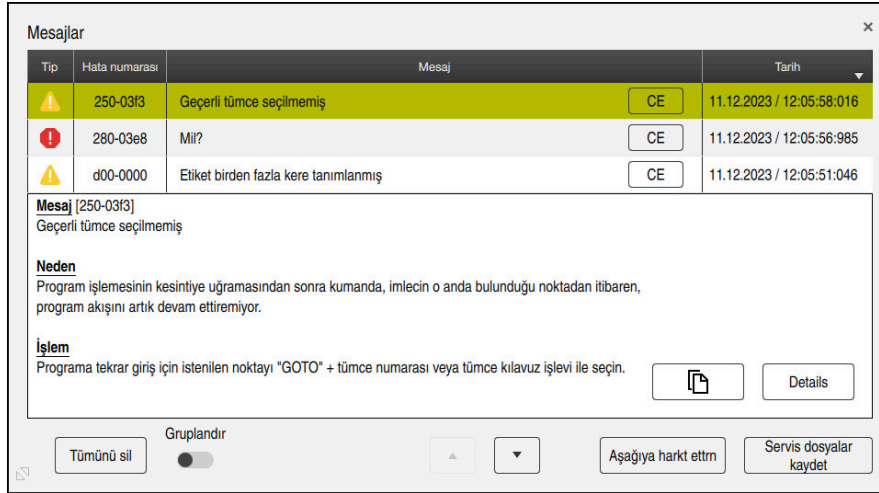 Mesajlar
Tip Hata numarası Mesaj Tarih
250-03f3 Geçerli tümce seçilmemiş CE 11.12.2023 / 12:05:58:016
280-03e8 Mil? CE 11.12.2023 / 12:05:56:985
d00-0000 Etiket birden fazla kere tanımlanmış CE 11.12.2023 / 12:05:51:046
Mesaj [250-03f3]
Geçerli tümce seçilmemiş
Neden
Program işlemesinin kesintiye uğramasından sonra kumanda, imlecin o anda bulunduğu noktadan itibaren,
program akışını artık devam ettiremiyor.
İşlem
Programa tekrar giriş için istenilen noktayı "GOTO" + tümce numarası veya tümce kılavuz işlevi ile seçin.
Details
Gruplandır
Tümünü sil
Aşağıya harkt ettrn
Servis dosyalar
kaydet